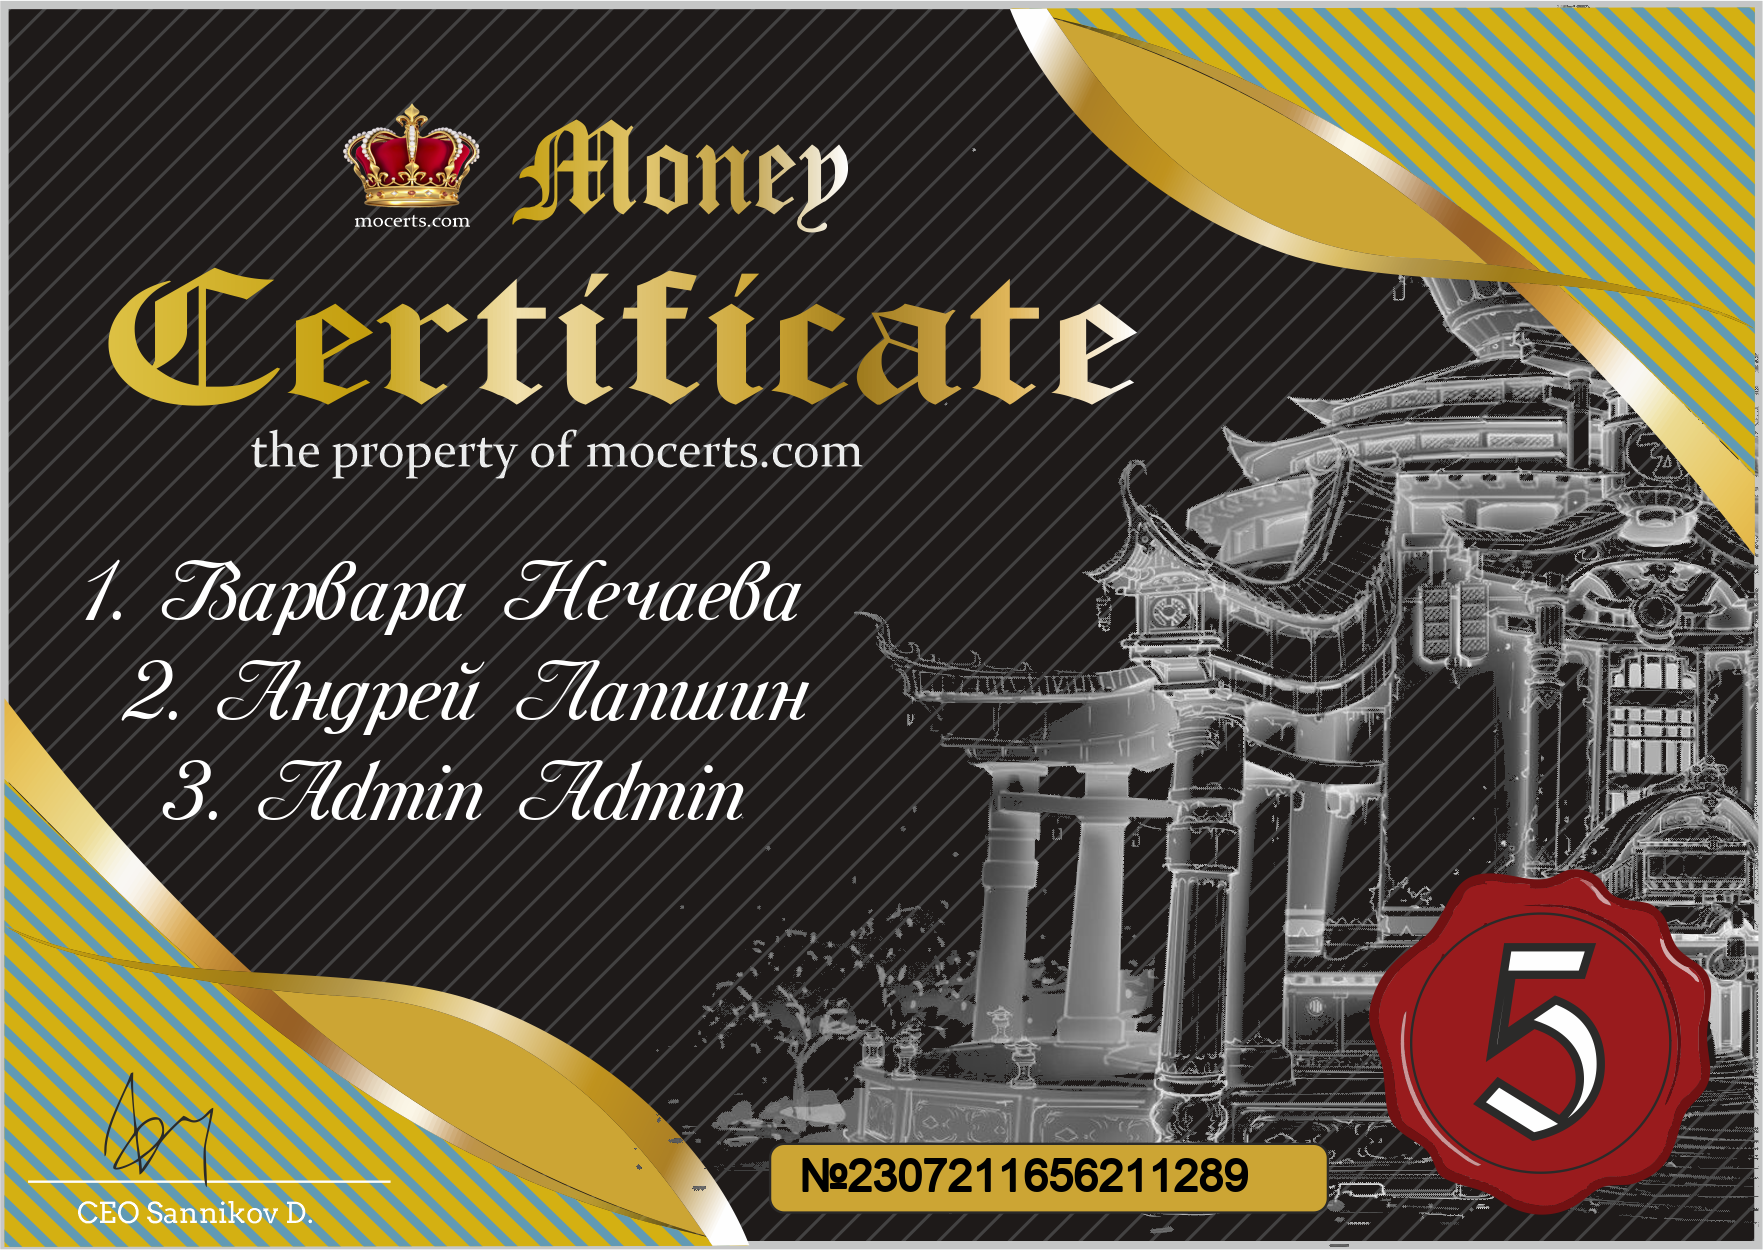 mocerts.com
Money
Certificate
the property of mocerts.com
1. Варвара Нечаева
2. Андрей Лапшин
3. Admin Admin
5
№2307211656211289
CEO Sannikov D.